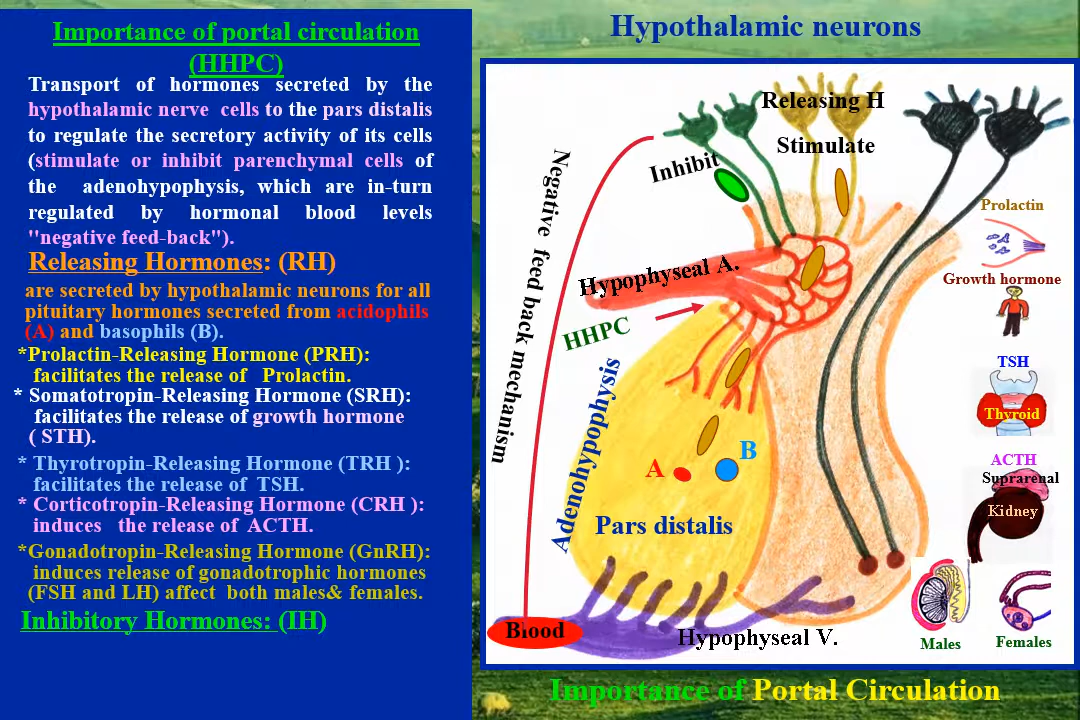 Importance of portal circulation
(HHPC)
Transport of hormones secreted by the
hypothalamic nerve cells to the pars distalis
to regulate the secretory activity of its cells
(stimulate or inhibit parenchymal cells of
the adenohypophysis, which are in-turn
regulated by hormonal blood levels
"negative feed-back").
Releasing Hormones: (RH)
are secreted by hypothalamic neurons for all
pituitary hormones secreted from acidophils
(A) and basophils (B).
*Prolactin-Releasing Hormone (PRH):
facilitates the release of Prolactin.
* Somatotropin-Releasing Hormone (SRH):
facilitates the release of growth hormone
( STH).
* Thyrotropin-Releasing Hormone (TRH ):
facilitates the release of TSH.
* Corticotropin-Releasing Hormone (CRH ):
induces the release of ACTH.
*Gonadotropin-Releasing Hormone (GnRH):
induces release of gonadotrophic hormones
(FSH and LH) affect both males& females.
Inhibitory Hormones: (IH)
Hypothalamic neurons
Releasing H
Stimulate
Inhibit
Negative feed back mechanism
Hypophyseal A.
HHPC
Adenohypophysis
A
B
Pars distalis
Blood
Hypophyseal V.
Prolactin
Growth hormone
TSH
Thyroid
ACTH
Suprarenal
Kidney
Males
Females
Importance of Portal Circulation